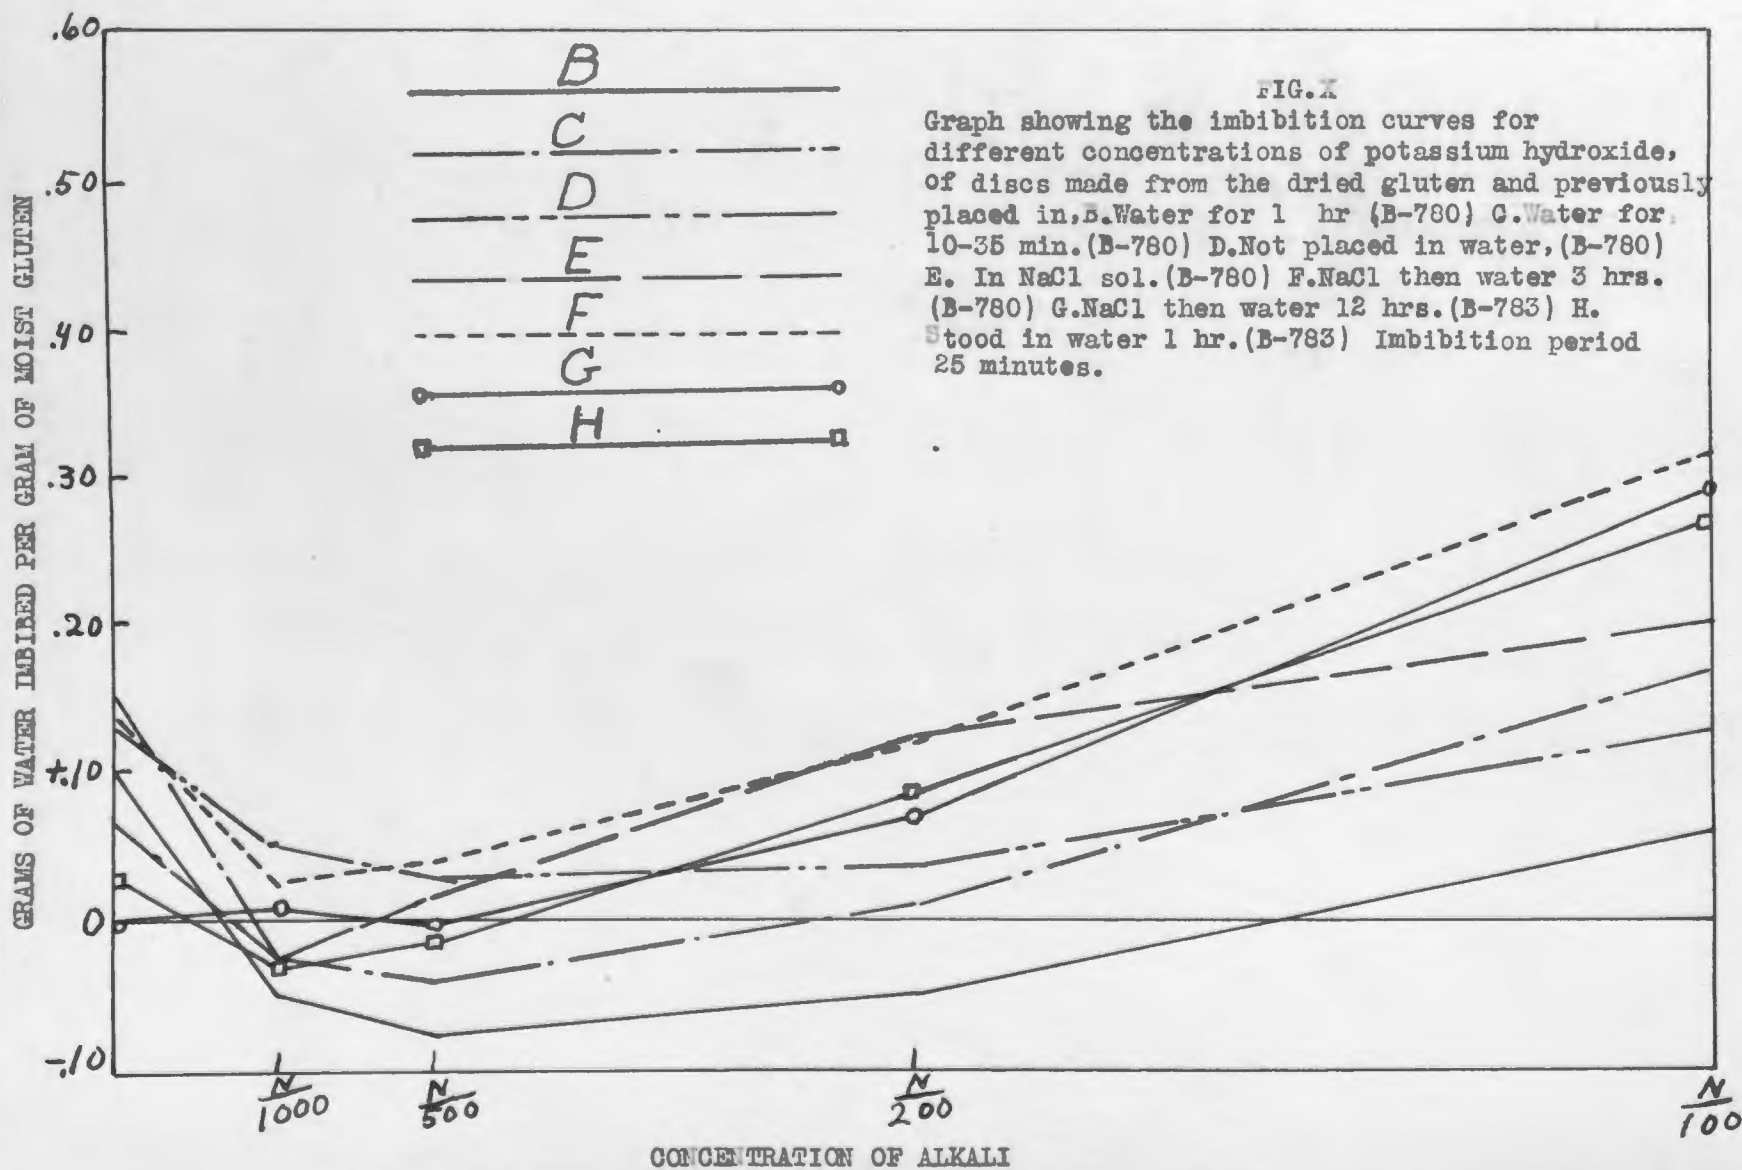 .60
.50
.40
.30
.20
+.10
0
-.10
GRAMS OF WATER IMBIBED PER GRAM OF MOIST GLUTEN
B
C
D
E
F
G
H
FIG.X
Graph showing the imbibition curves for
different concentrations of potassium hydroxide,
of discs made from the dried gluten and previously
placed in,B.Water for 1 hr (B-780) C.Water for
10-35 min.(B-780) D.Not placed in water,(B-780)
E. In NaCl sol.(B-780) F.NaCl then water 3 hrs.
(B-780) G.NaCl then water 12 hrs.(B-783) H.
Stood in water 1 hr.(B-783) Imbibition period
25 minutes.
N/1000
N/500
N/200
N/100
CONCENTRATION OF ALKALI